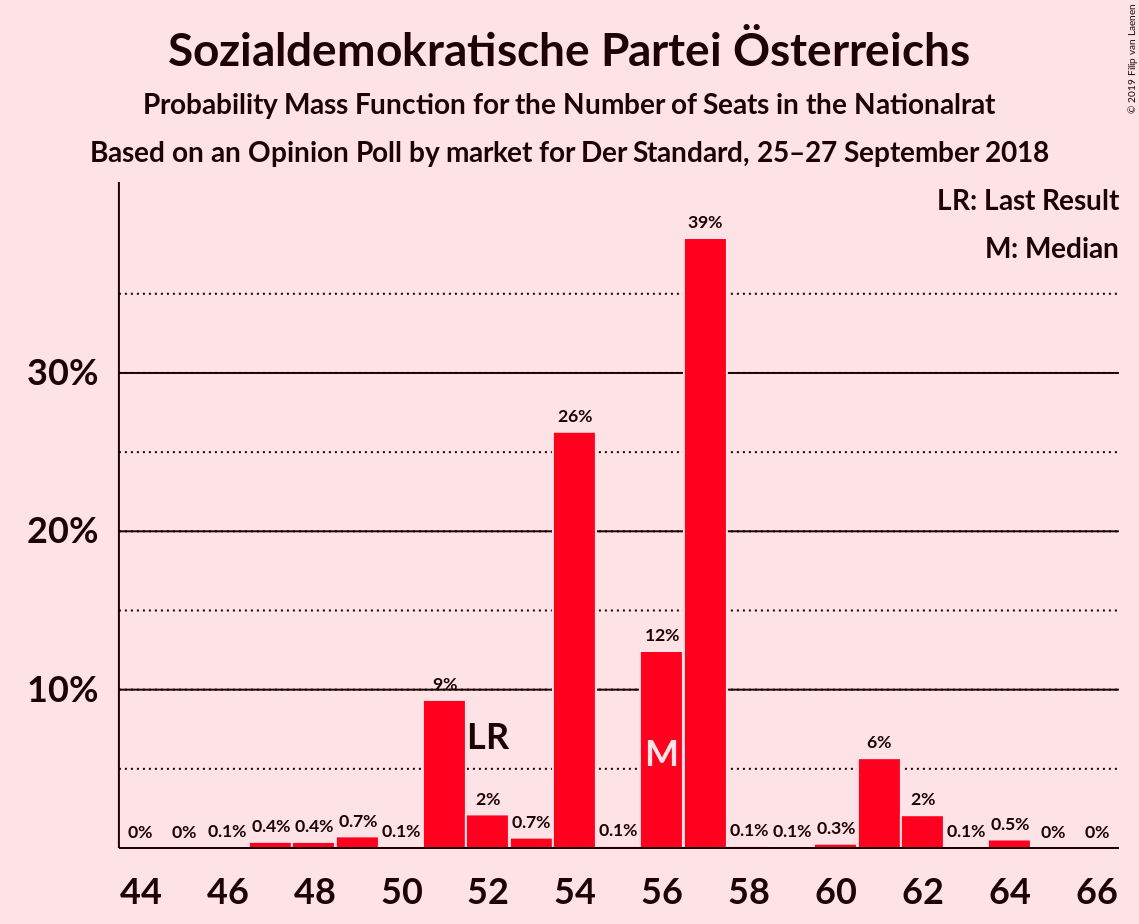 Sozialdemokratische Partei Österreichs
Probability Mass Function for the Number of Seats in the Nationalrat
Based on an Opinion Poll by market for Der Standard, 25–27 September 2018
© 2019 Filip van Laenen
LR: Last Result
M: Median
39%
30%
26%
20%
12%
10%
9%
LR
M
6%
2%
2%
0% 0% 0.1% 0.4% 0.4% 0.7% 0.1% 0.7% 0.1% 0.1% 0.1% 0.3% 0.1% 0.5% 0% 0%
44 46 48 50 52 54 56 58 60 62 64 66